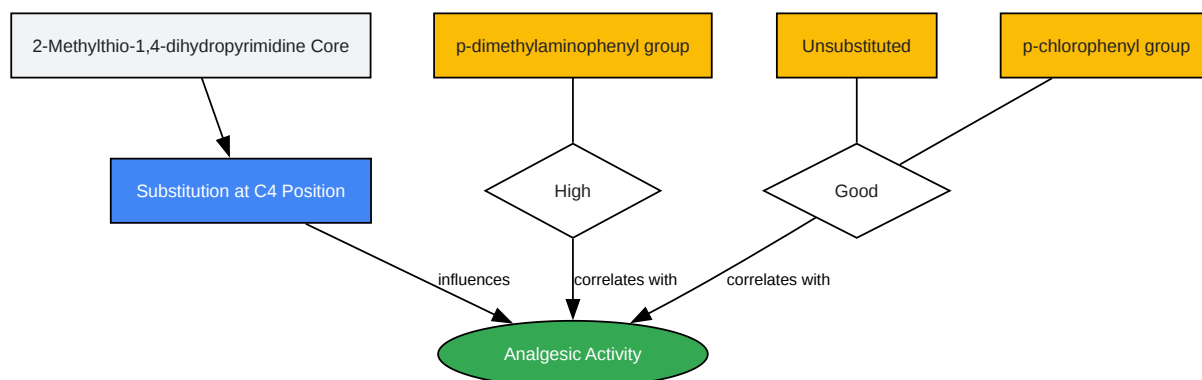 2-Methylthio-1,4-dihydropyrimidine Core
p-dimethylaminophenyl group
Unsubstituted
p-chlorophenyl group
Substitution at C4 Position
High
Good
influences
correlates with
correlates with
Analgesic Activity